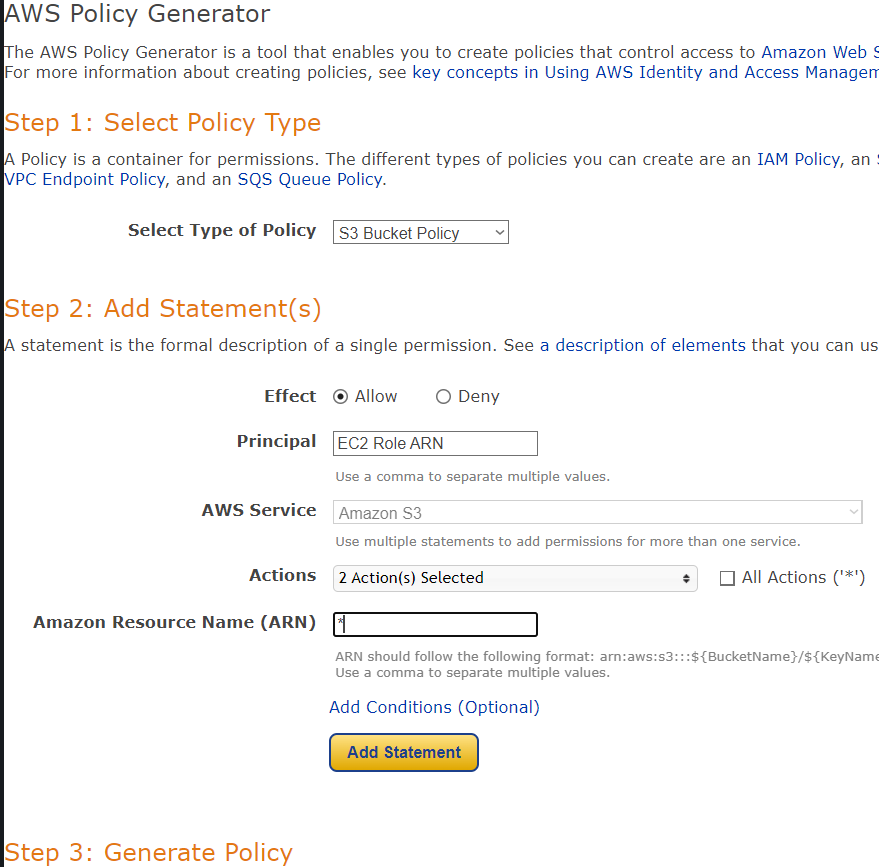 AWS Policy Generator
The AWS Policy Generator is a tool that enables you to create policies that control access to Amazon Web S
For more information about creating policies, see key concepts in Using AWS Identity and Access Managem
Step 1: Select Policy Type
A Policy is a container for permissions. The different types of policies you can create are an IAM Policy, an S
VPC Endpoint Policy, and an SQS Queue Policy.
Select Type of Policy S3 Bucket Policy
Step 2: Add Statement(s)
A statement is the formal description of a single permission. See a description of elements that you can us
Effect Allow Deny
Principal EC2 Role ARN
Use a comma to separate multiple values.
AWS Service Amazon S3
Use multiple statements to add permissions for more than one service.
Actions 2 Action(s) Selected All Actions ('*')
Amazon Resource Name (ARN) *
ARN should follow the following format: arn:aws:s3:::${BucketName}/${KeyName
Use a comma to separate multiple values.
Add Conditions (Optional)
Add Statement
Step 3: Generate Policy